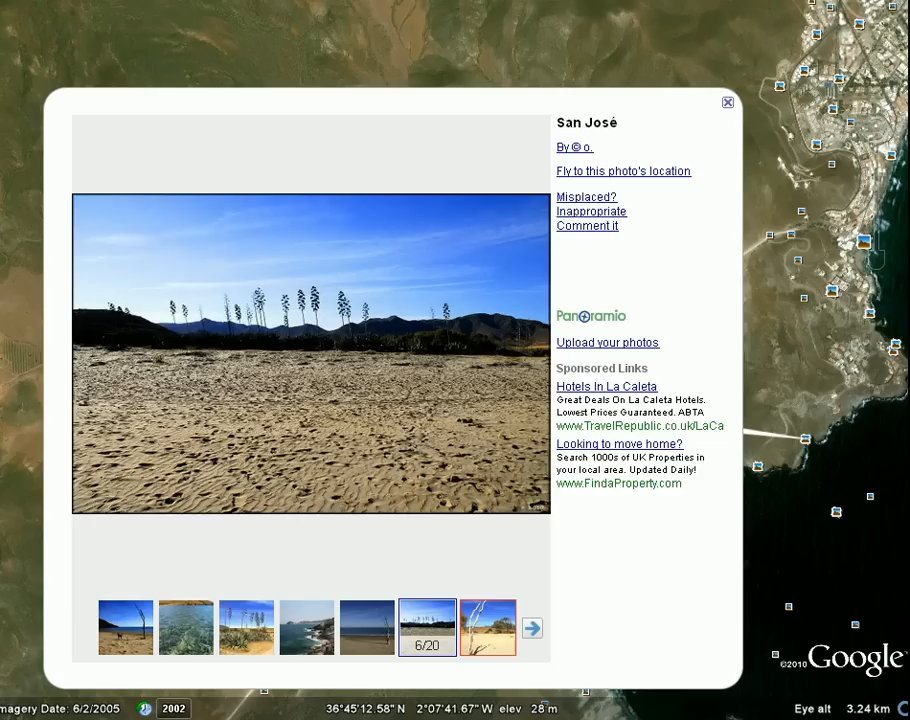 San José
By © o.
Fly to this photo's location
Misplaced?
Inappropriate
Comment it
Panoramio
Upload your photos
Sponsored Links
Hotels In La Caleta
Great Deals On La Caleta Hotels.
Lowest Prices Guaranteed. ABTA
www.TravelRepublic.co.uk/LaCa
Looking to move home?
Search 1000s of UK Properties in
your local area. Updated Daily!
www.FindaProperty.com
6/20
©2010 Google
magery Date: 6/2/2005 2002 36°45'12.58" N 2°07'41.67" W elev 28 m Eye alt 3.24 km